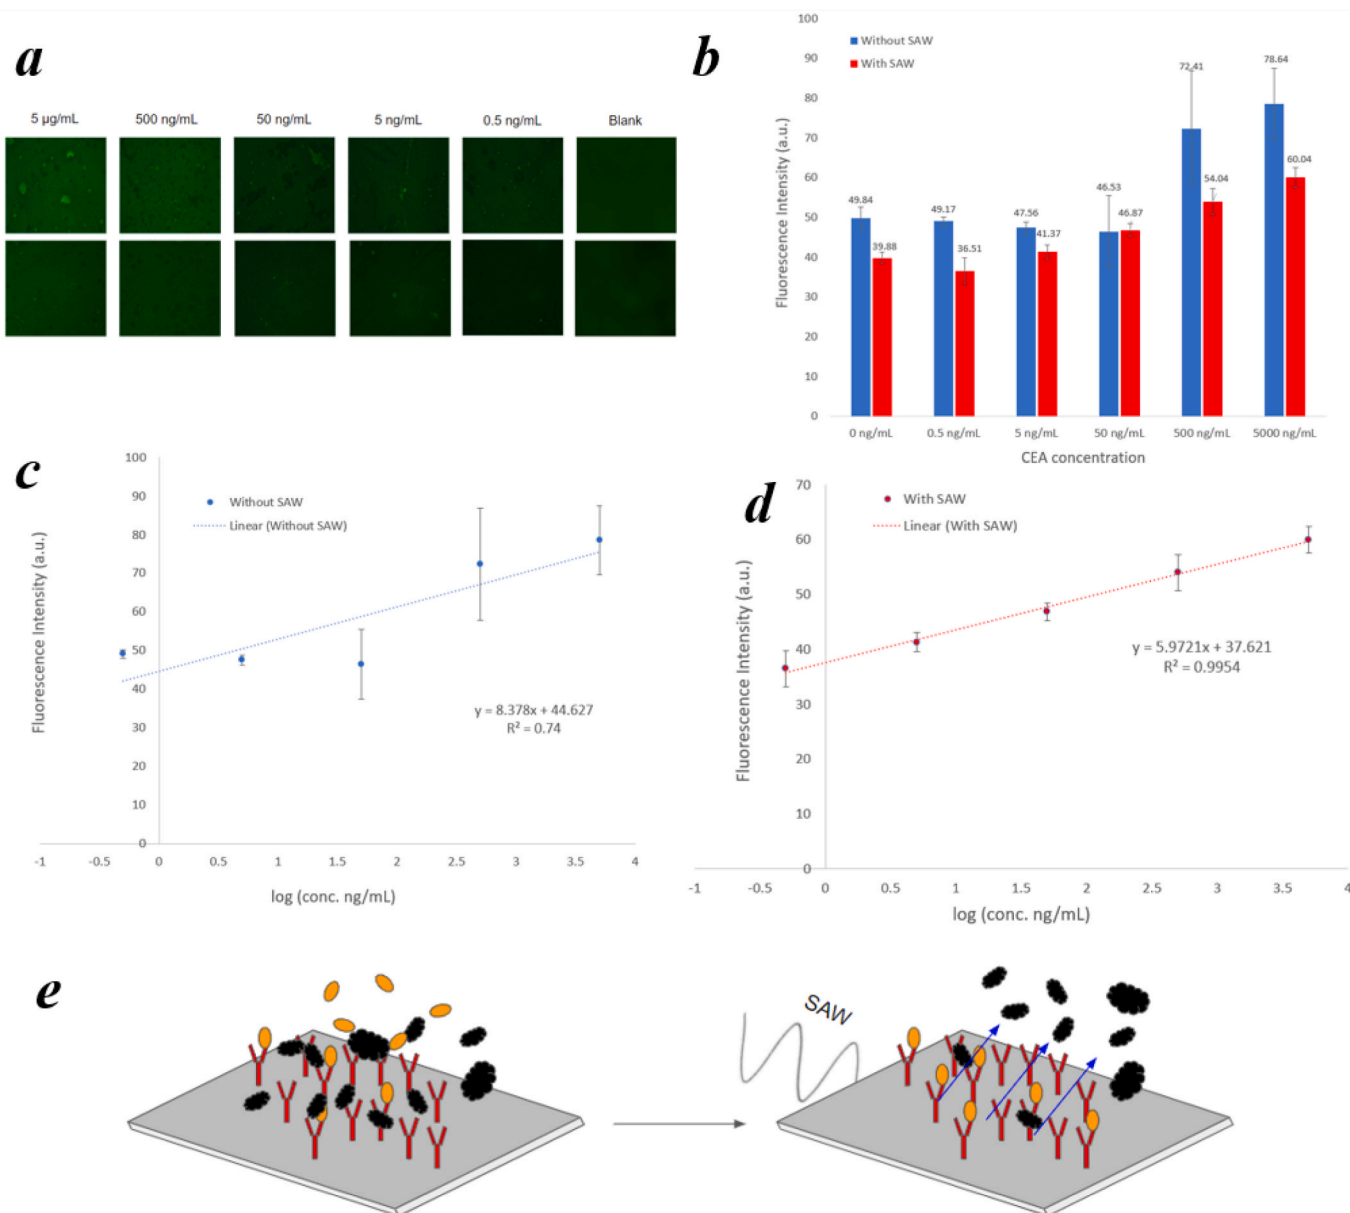 a
5 µg/mL 500 ng/mL 50 ng/mL 5 ng/mL 0.5 ng/mL Blank
b
Fluorescence Intensity (a.u.)
100
90
80
70
60
50
40
30
20
10
0
Without SAW
With SAW
49.84
39.88
49.17
36.51
47.56
41.37
46.53
46.87
72.41
54.04
78.64
60.04
0 ng/mL 0.5 ng/mL 5 ng/mL 50 ng/mL 500 ng/mL 5000 ng/mL
CEA concentration
c
Fluorescence Intensity (a.u.)
100
90
80
70
60
50
40
30
20
10
0
Without SAW
Linear (Without SAW)
y = 8.378x + 44.627
R² = 0.74
-1 -0.5 0 0.5 1 1.5 2 2.5 3 3.5 4
log (conc. ng/mL)
d
Fluorescence Intensity (a.u.)
70
60
50
40
30
20
10
0
With SAW
Linear (With SAW)
y = 5.9721x + 37.621
R² = 0.9954
-1 -0.5 0 0.5 1 1.5 2 2.5 3 3.5 4
log (conc. ng/mL)
e
SAW